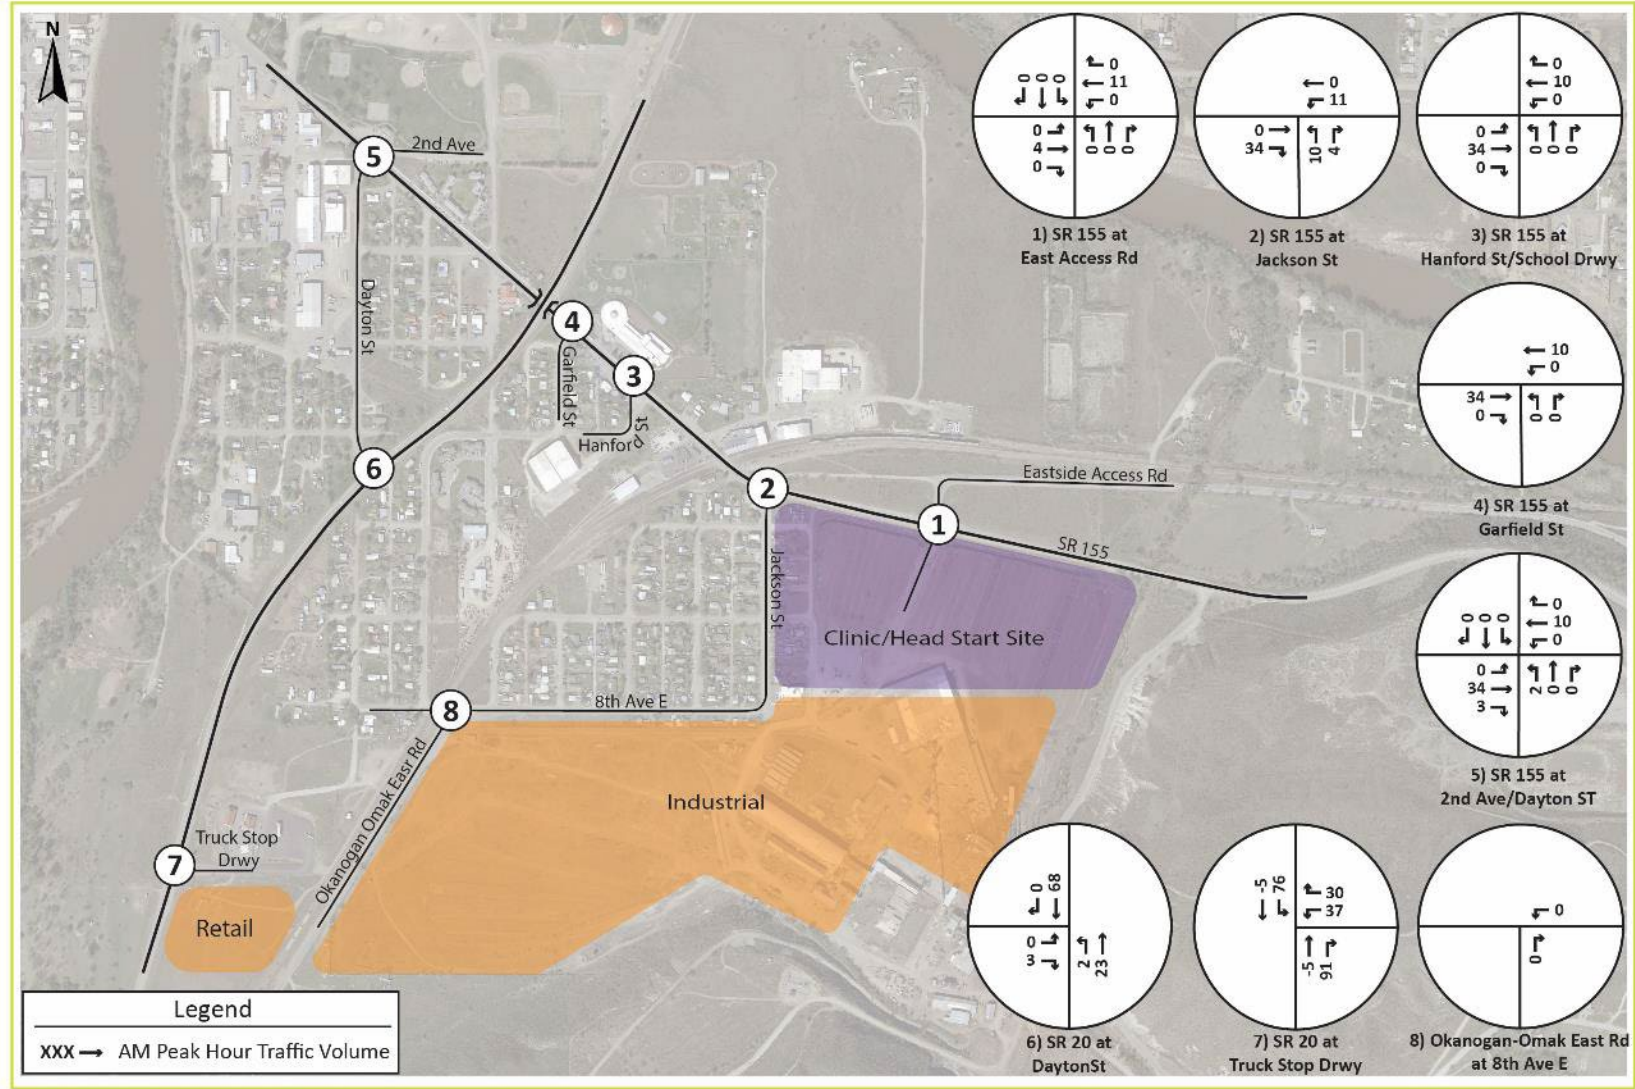 N
0
0 0 0
11
0
0
4
0
0 0 0
1) SR 155 at
East Access Rd
0
11
0
34
10 4
2) SR 155 at
Jackson St
0
10
0
0
34
0
0 0 0
3) SR 155 at
Hanford St/School Drwy
5
2nd Ave
Dayton St
4
Garfield St
3
Hanford St
6
2
Eastside Access Rd
1
SR 155
Jackson St
Clinic/Head Start Site
10
0
34
0
0 0
4) SR 155 at
Garfield St
0
0 0 0
10
0
0
34
3
2 0 0
5) SR 155 at
2nd Ave/Dayton ST
8
8th Ave E
Okanogan Omak Easr Rd
Industrial
Truck Stop
Drwy
7
Retail
0 68
0
3
2 23
6) SR 20 at
DaytonSt
-5 76
30
37
-5 91
7) SR 20 at
Truck Stop Drwy
0
0
8) Okanogan-Omak East Rd
at 8th Ave E
Legend
XXX → AM Peak Hour Traffic Volume